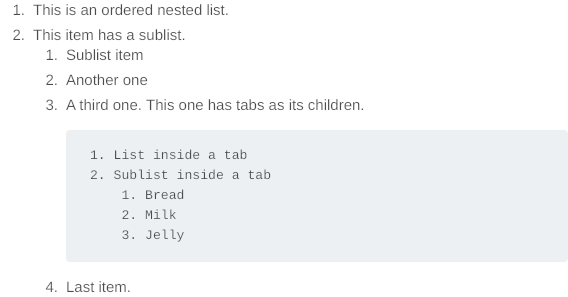 1. This is an ordered nested list.
2. This item has a sublist.
1. Sublist item
2. Another one
3. A third one. This one has tabs as its children.
1. List inside a tab
2. Sublist inside a tab
1. Bread
2. Milk
3. Jelly
4. Last item.